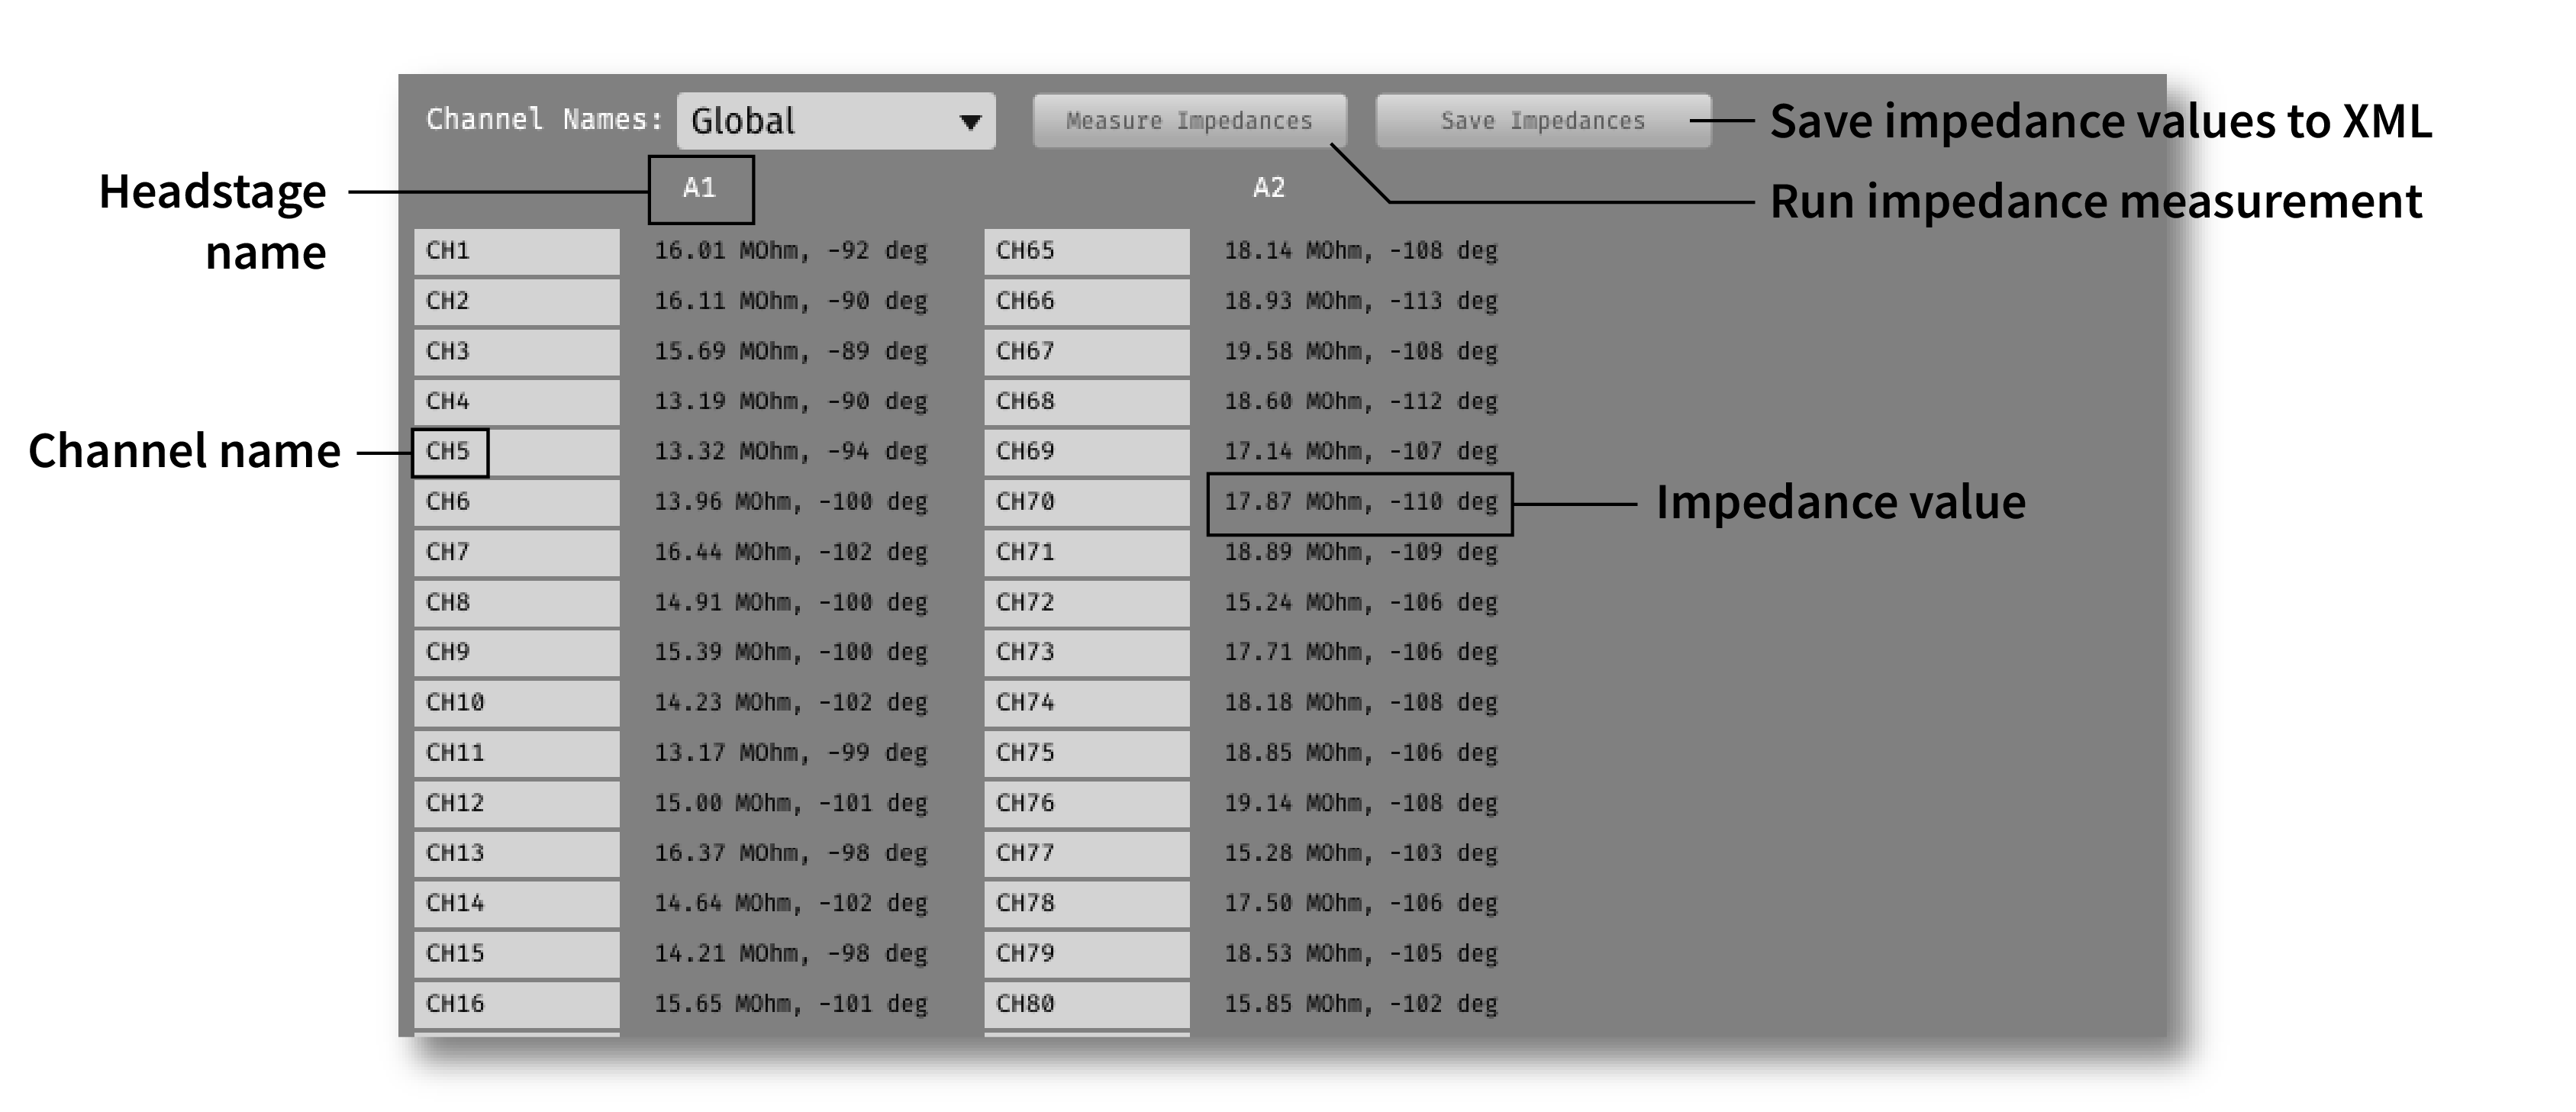 Channel Names: Global Measure Impedances Save Impedances Save impedance values to XML
Headstage name A1 A2 Run impedance measurement
CH1 16.01 MOhm, -92 deg CH65 18.14 MOhm, -108 deg
CH2 16.11 MOhm, -90 deg CH66 18.93 MOhm, -113 deg
CH3 15.69 MOhm, -89 deg CH67 19.58 MOhm, -108 deg
CH4 13.19 MOhm, -90 deg CH68 18.60 MOhm, -112 deg
Channel name CH5 13.32 MOhm, -94 deg CH69 17.14 MOhm, -107 deg
CH6 13.96 MOhm, -100 deg CH70 17.87 MOhm, -110 deg Impedance value
CH7 16.44 MOhm, -102 deg CH71 18.89 MOhm, -109 deg
CH8 14.91 MOhm, -100 deg CH72 15.24 MOhm, -106 deg
CH9 15.39 MOhm, -100 deg CH73 17.71 MOhm, -106 deg
CH10 14.23 MOhm, -102 deg CH74 18.18 MOhm, -108 deg
CH11 13.17 MOhm, -99 deg CH75 18.85 MOhm, -106 deg
CH12 15.00 MOhm, -101 deg CH76 19.14 MOhm, -108 deg
CH13 16.37 MOhm, -98 deg CH77 15.28 MOhm, -103 deg
CH14 14.64 MOhm, -102 deg CH78 17.50 MOhm, -106 deg
CH15 14.21 MOhm, -98 deg CH79 18.53 MOhm, -105 deg
CH16 15.65 MOhm, -101 deg CH80 15.85 MOhm, -102 deg